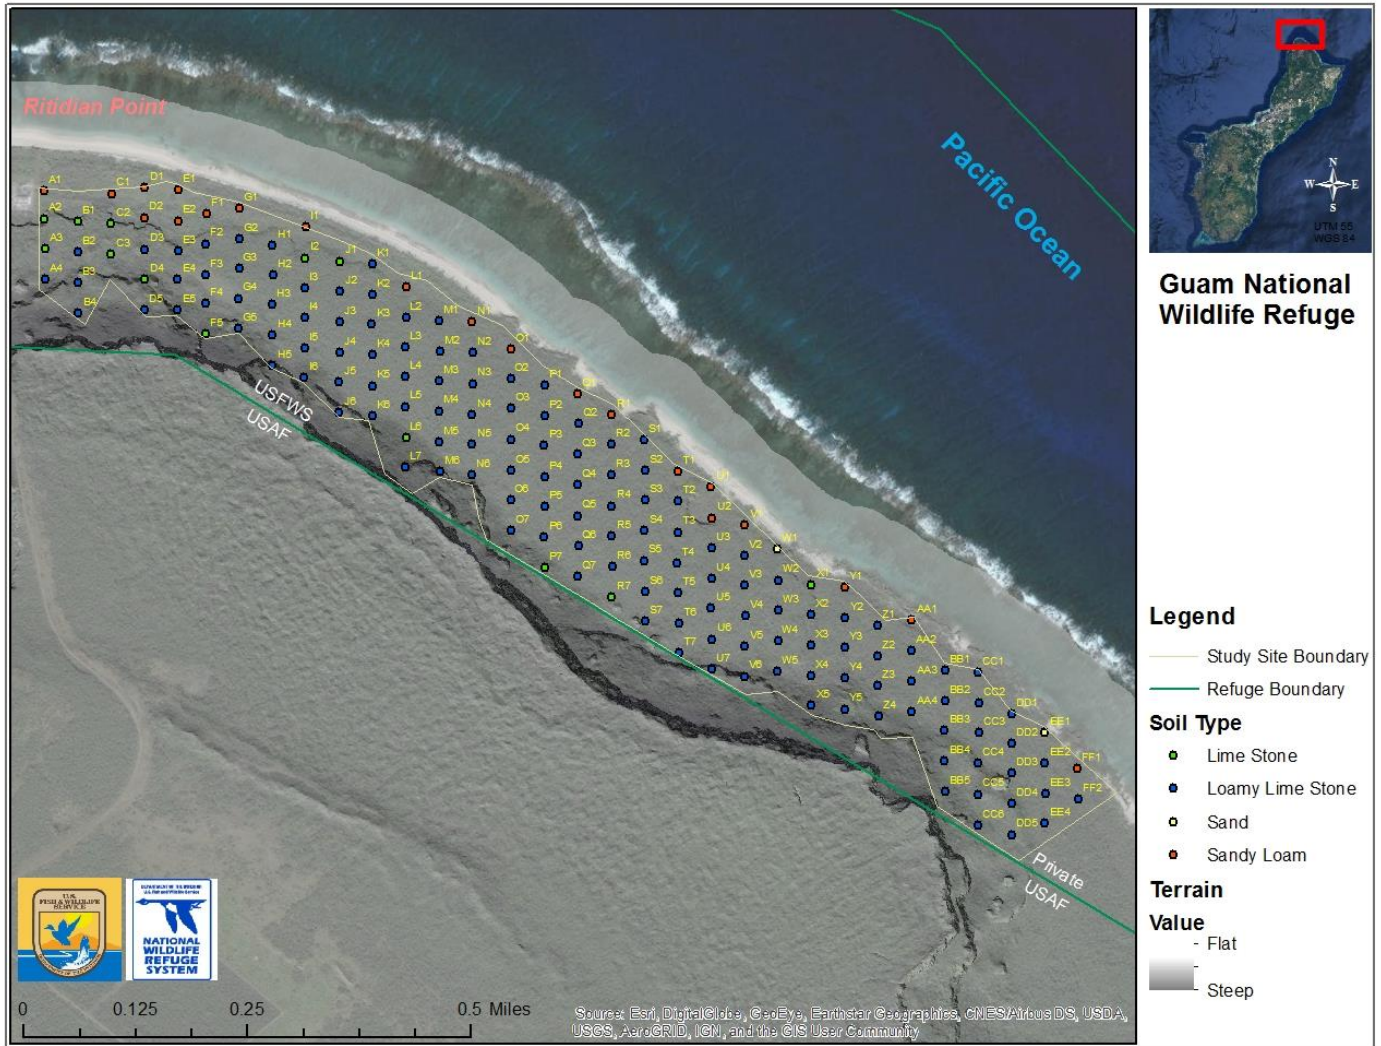 Ritidian Point
Pacific Ocean
N
W E
S
UTM 55
WGS 84
Guam National
Wildlife Refuge
A1 C1 D1 E1 F1 G1 I1
A2 B1 C2 D2 E2 F2 G2 H1 I2 J1 K1
A3 B2 C3 D3 E3 F3 G3 H2 I3 J2 K2 L1
A4 B3 D4 E4 F4 G4 H3 I4 J3 K3 L2 M1 N1
B4 D5 F5 G5 H4 I5 J4 K4 L3 M2 N2 O1
H5 I6 J5 K5 L4 M3 N3 O2 P1 Q1 R1
J6 K6 L5 M4 N4 O3 P2 Q2 R2 S1
L6 M5 N5 O4 P3 Q3 R3 S2 T1 U1
L7 M6 N6 O5 P4 Q4 R4 S3 T2 U2 V1 W1
O6 P5 Q5 R5 S4 T3 U3 V2 W2 X1 Y1
O7 P6 Q6 R6 S5 T4 U4 V3 W3 X2 Y2 Z1 AA1
P7 Q7 R7 S6 T5 U5 V4 W4 X3 Y3 Z2 AA2
S7 T6 U6 V5 W5 X4 Y4 Z3 AA3 BB1 CC1
T7 U7 V6 X5 Y5 Z4 AA4 BB2 CC2 DD1 EE1
BB3 CC3 DD2 EE2 FF1
BB4 CC4 DD3 EE3 FF2
BB5 CC5 DD4 EE4
CC6 DD5
USFWS
USAF
Private
USAF
Legend
Study Site Boundary
Refuge Boundary
Soil Type
Lime Stone
Loamy Lime Stone
Sand
Sandy Loam
Terrain
Value
Flat
Steep
U.S.
FISH & WILDLIFE
SERVICE
NATIONAL
WILDLIFE
REFUGE
SYSTEM
0 0.125 0.25 0.5 Miles
Source: Esri, DigitalGlobe, GeoEye, Earthstar Geographics, CNES/Airbus DS, USDA,
USGS, AeroGRID, IGN, and the GIS User Community